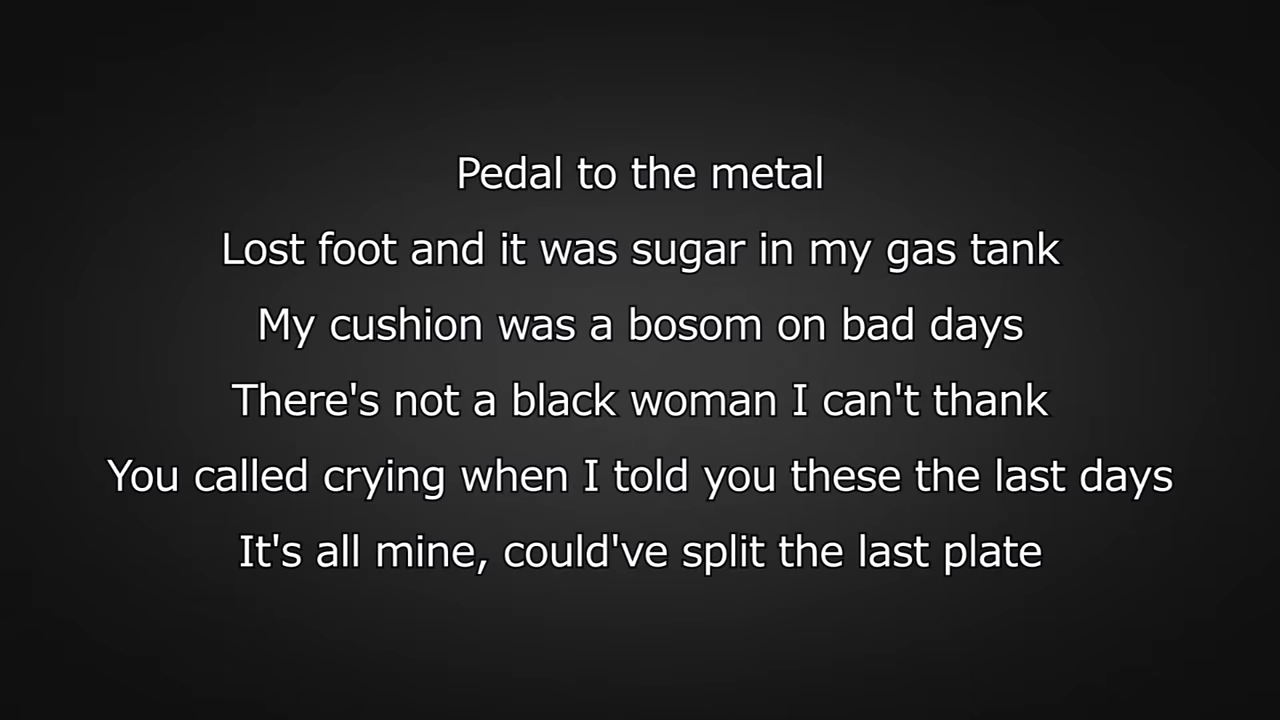 Pedal to the metal
Lost foot and it was sugar in my gas tank
My cushion was a bosom on bad days
There's not a black woman I can't thank
You called crying when I told you these the last days
It's all mine, could've split the last plate